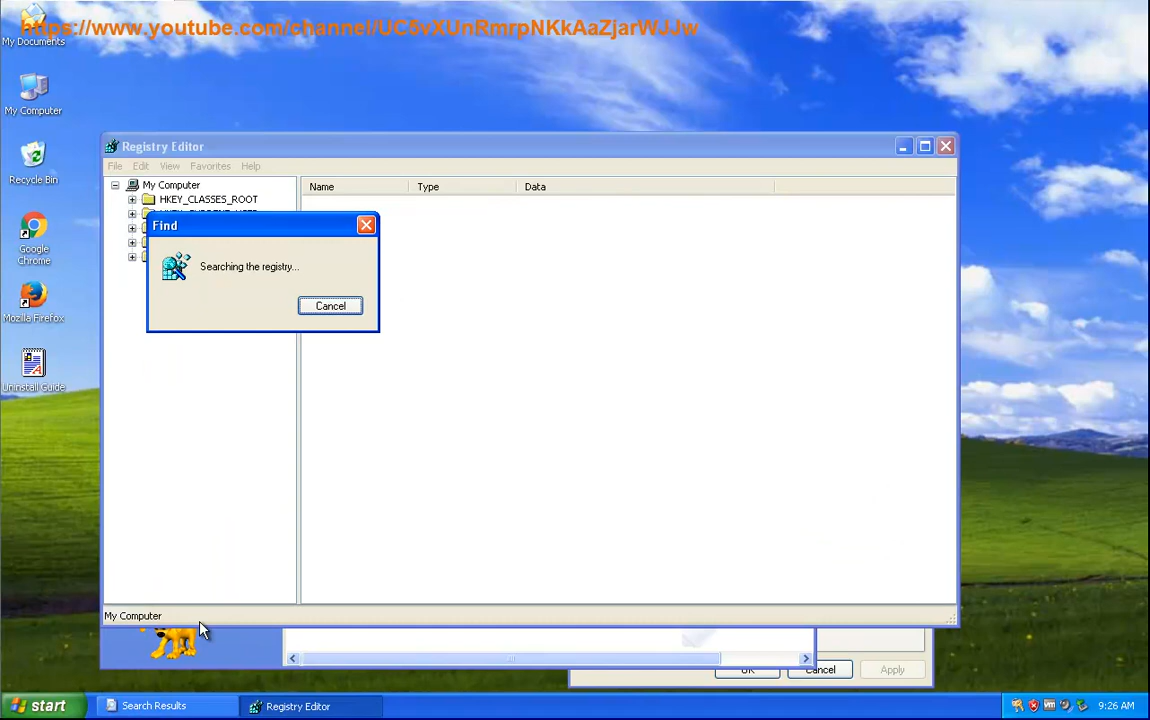 https://www.youtube.com/channel/UC5vXUnRmrpNKkAaZjarWJJw
My Documents
My Computer
Recycle Bin
Google
Chrome
Mozilla Firefox
Uninstall Guide
Registry Editor
File Edit View Favorites Help
My Computer
HKEY_CLASSES_ROOT
Name Type Data
Find
Searching the registry...
Cancel
My Computer
OK Cancel Apply
start Search Results Registry Editor 9:26 AM